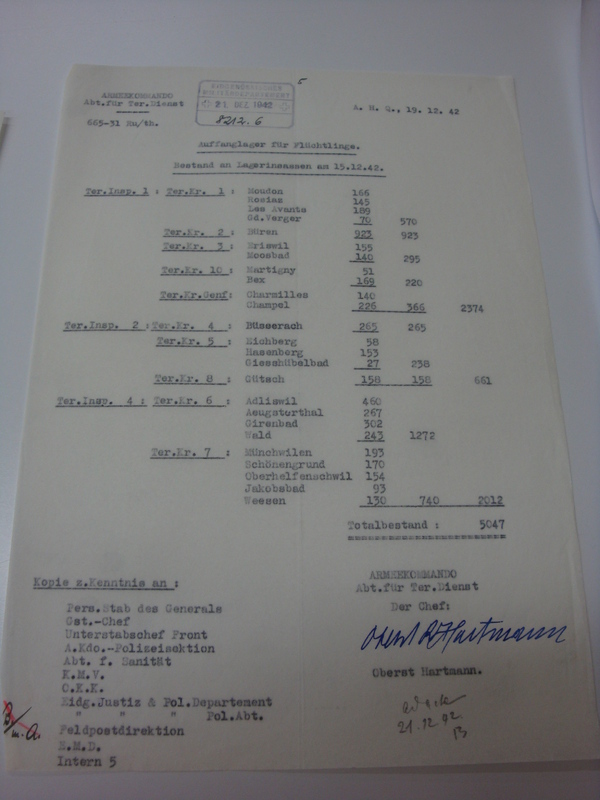 5
ARMEEKOMMANDO
Abt.für Ter.Dienst
21. DEZ. 1942
8212.6
A. H. Q., 19. 12. 42
665-31 Hu/th.
Auffanglager für Flüchtlinge.
Bestand an Lagerinsassen am 15.12.42.
Ter.Insp. 1 : Ter.Kr. 1 : Moudon 166
145
Les Avants 189
Gd.Verger 70 570
Ter.Kr. 2 : Büren 923 923
Ter.Kr. 3 : Eriswil 155
Moosbad 140 295
Ter.Kr. 10 : Martigny 51
Bex 169 220
Ter.Kr.Genf: Charmilles 140
Champel 226 366 2374
Ter.Insp. 2 : Ter.Kr. 4 : Büsserach 265 265
Ter.Kr. 5 : Eichberg 58
Hasenberg 153
Gieschübelbad 27 238
Ter.Kr. 8 : Gütsch 158 158 661
Ter.Insp. 4 : Ter.Kr. 6 : Adliswil 460
Aeugsterthal 267
Girenbad 302
Wald 243 1272
Ter.Kr. 7 : Münchwilen 193
Schönengrund 170
Oberhelfenschwil 154
Jakobsbad 93
Weesen 130 740 2012
Totalbestand : 5047
Kopie z.Kenntnis an :
Pers.Stab des Generals
Gst.-Chef
Unterstabschef Front
A.Kdo.-Polizeisektion
Abt. f. Sanität
K.M.V.
O.K.K.
Eidg.Justiz & Pol.Departement
" " " Pol.Abt.
Feldpostdirektion
E.M.D.
Intern 5
ARMEEKOMMANDO
Abt.für Ter.Dienst
Der Chef:
Oberst Hartmann
Oberst Hartmann.
21.12.42.
B